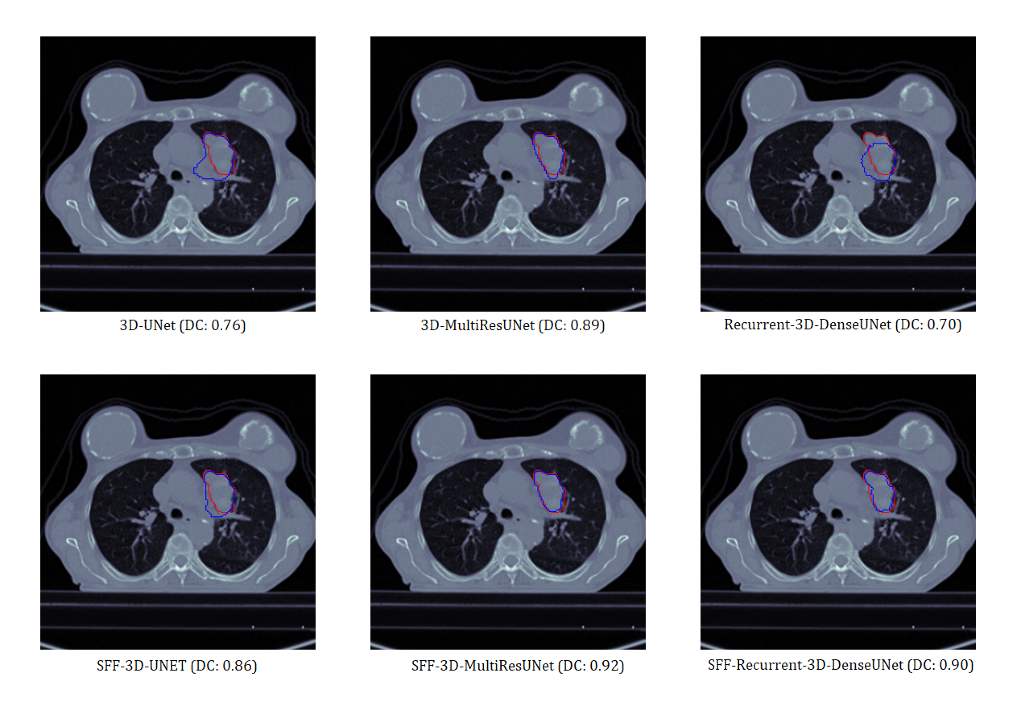 3D-UNet (DC: 0.76)
3D-MultiResUNet (DC: 0.89)
Recurrent-3D-DenseUNet (DC: 0.70)
SFF-3D-UNET (DC: 0.86)
SFF-3D-MultiResUNet (DC: 0.92)
SFF-Recurrent-3D-DenseUNet (DC: 0.90)